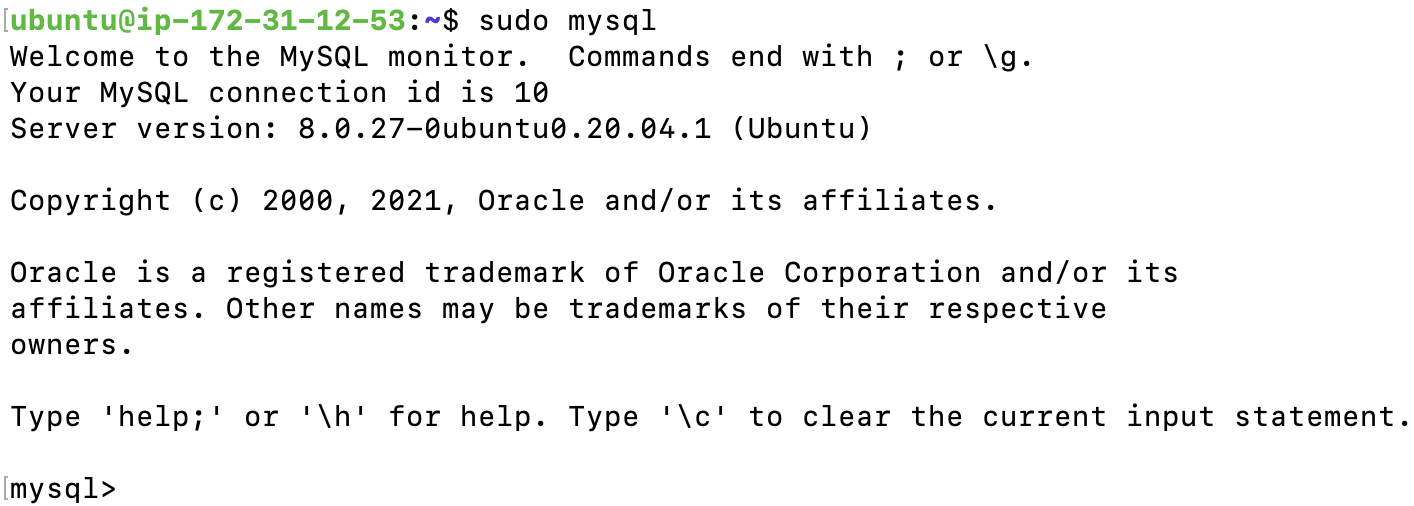 ubuntu@ip-172-31-12-53:~$ sudo mysql
Welcome to the MySQL monitor.  Commands end with ; or \g.
Your MySQL connection id is 10
Server version: 8.0.27-0ubuntu0.20.04.1 (Ubuntu)
Copyright (c) 2000, 2021, Oracle and/or its affiliates.
Oracle is a registered trademark of Oracle Corporation and/or its
affiliates. Other names may be trademarks of their respective
owners.
Type 'help;' or '\h' for help. Type '\c' to clear the current input statement.
mysql>